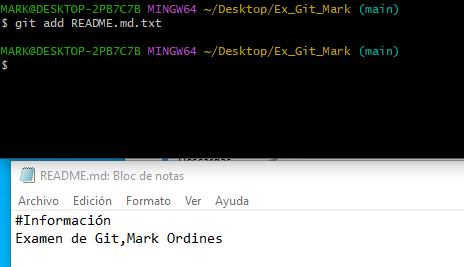 MARK@DESKTOP-2PB7C7B MINGW64 ~/Desktop/Ex_Git_Mark (main)
$ git add README.md.txt
MARK@DESKTOP-2PB7C7B MINGW64 ~/Desktop/Ex_Git_Mark (main)
$
README.md: Bloc de notas
Archivo Edición Formato Ver Ayuda
#Información
Examen de Git,Mark Ordines